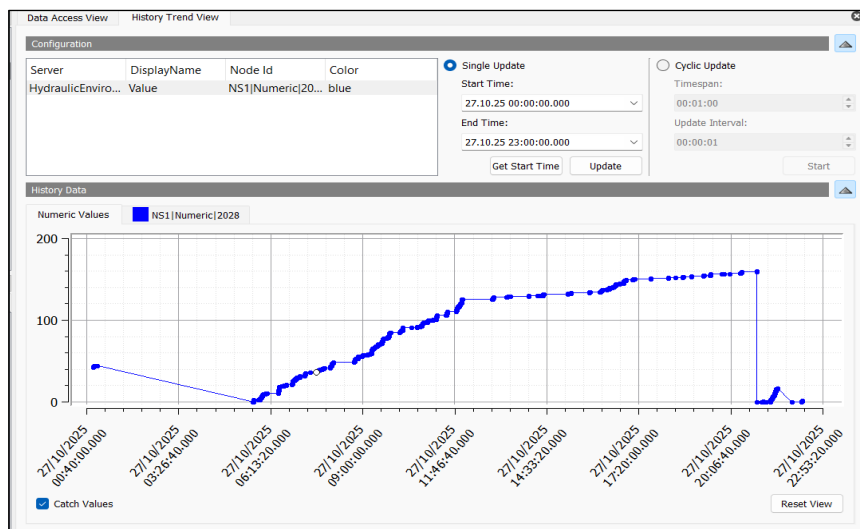 Data Access View
History Trend View
Configuration
Server DisplayName Node Id Color
HydraulicEnviro... Value NS1|Numeric|20... blue
Single Update
Start Time:
27.10.25 00:00:00.000
End Time:
27.10.25 23:00:00.000
Get Start Time Update
Cyclic Update
Timespan:
00:01:00
Update Interval:
00:00:01
Start
History Data
Numeric Values
NS1|Numeric|2028
200
100
0
27/10/2025
00:40:00.000
27/10/2025
03:26:40.000
27/10/2025
06:13:20.000
27/10/2025
09:00:00.000
27/10/2025
11:46:40.000
27/10/2025
14:33:20.000
27/10/2025
17:20:00.000
27/10/2025
20:06:40.000
27/10/2025
22:53:20.000
Catch Values
Reset View